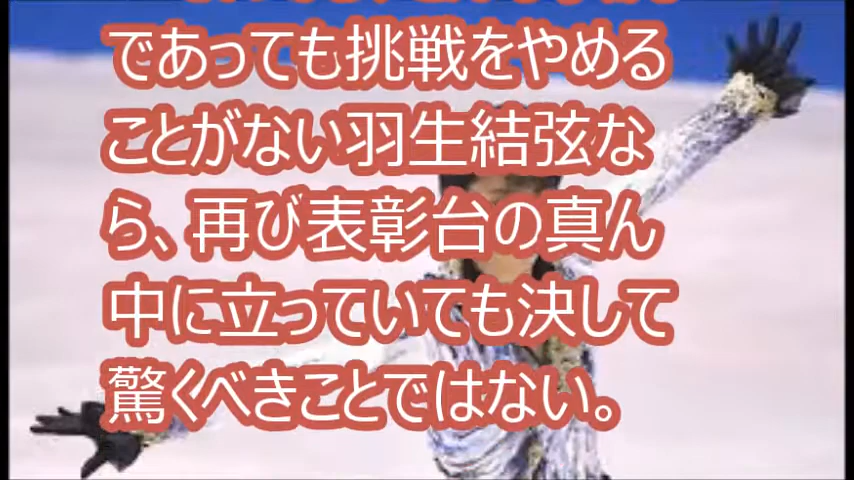 であっても挑戦をやめる
ことがない羽生結弦な
ら、再び表彰台の真ん
中に立っていても決して
驚くべきことではない。